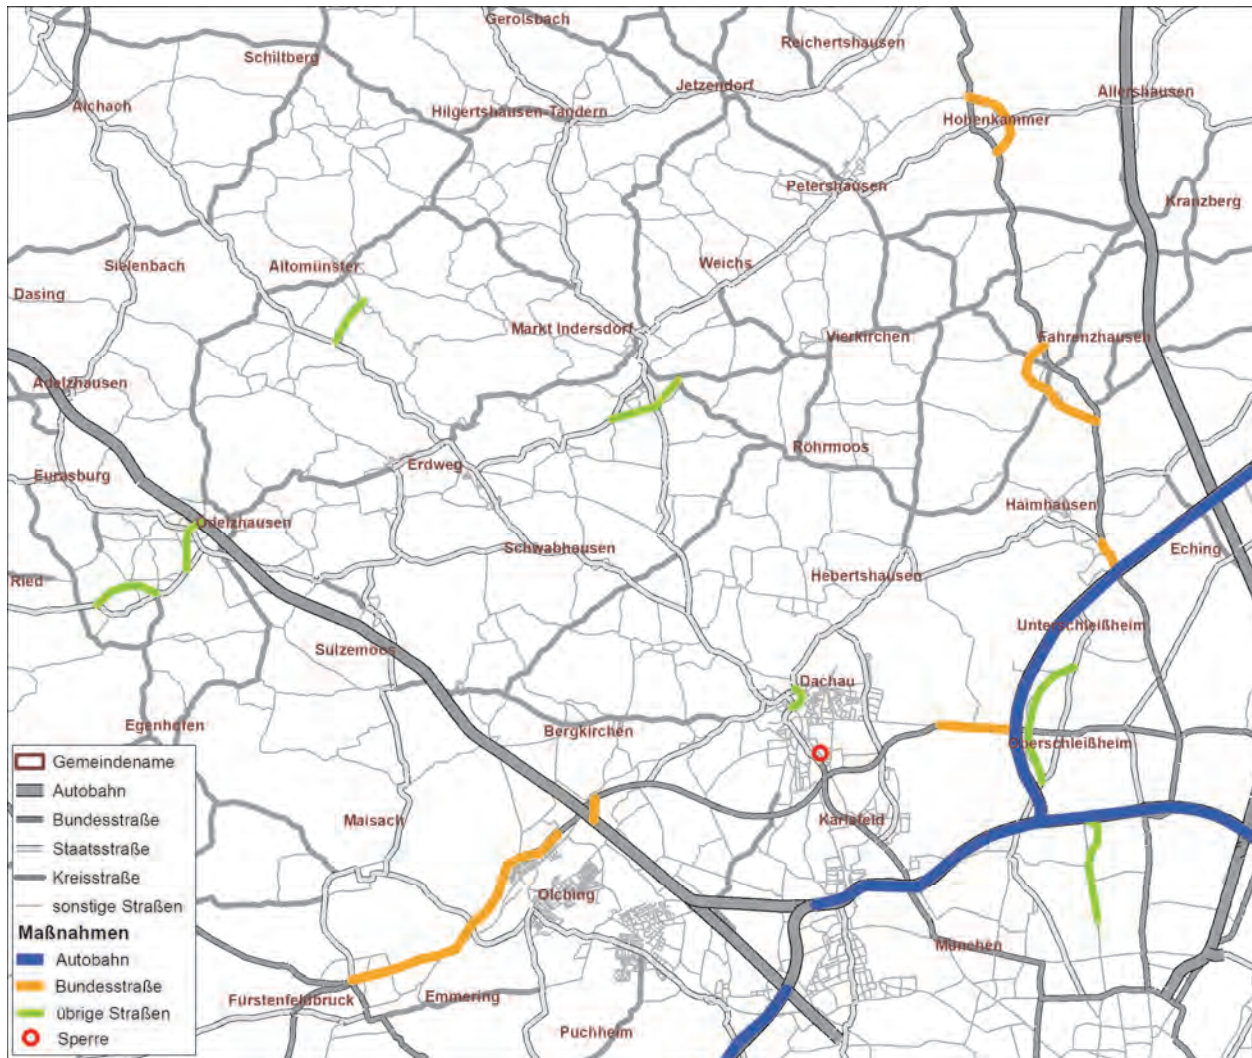 Gerolsbach
Reichertshausen
Schiltberg
Jetzendorf
Allershausen
Aichach
Hilgertshausen-Tandern
Hohenkammer
Petershausen
Kranzberg
Sielenbach
Altomünster
Weichs
Dasing
Markt Indersdorf
Vierkirchen
Fahrenzhausen
Adelzhausen
Röhrmoos
Erdweg
Eurasburg
Haimhausen
Odelzhausen
Schwabhausen
Eching
Ried
Hebertshausen
Unterschleißheim
Sulzemoos
Dachau
Egenhofen
Bergkirchen
Oberschleißheim
Maisach
Karlsfeld
Olching
München
Fürstenfeldbruck
Emmering
Puchheim
Gemeindename
Autobahn
Bundesstraße
Staatsstraße
Kreisstraße
sonstige Straßen
Maßnahmen
Autobahn
Bundesstraße
übrige Straßen
Sperre